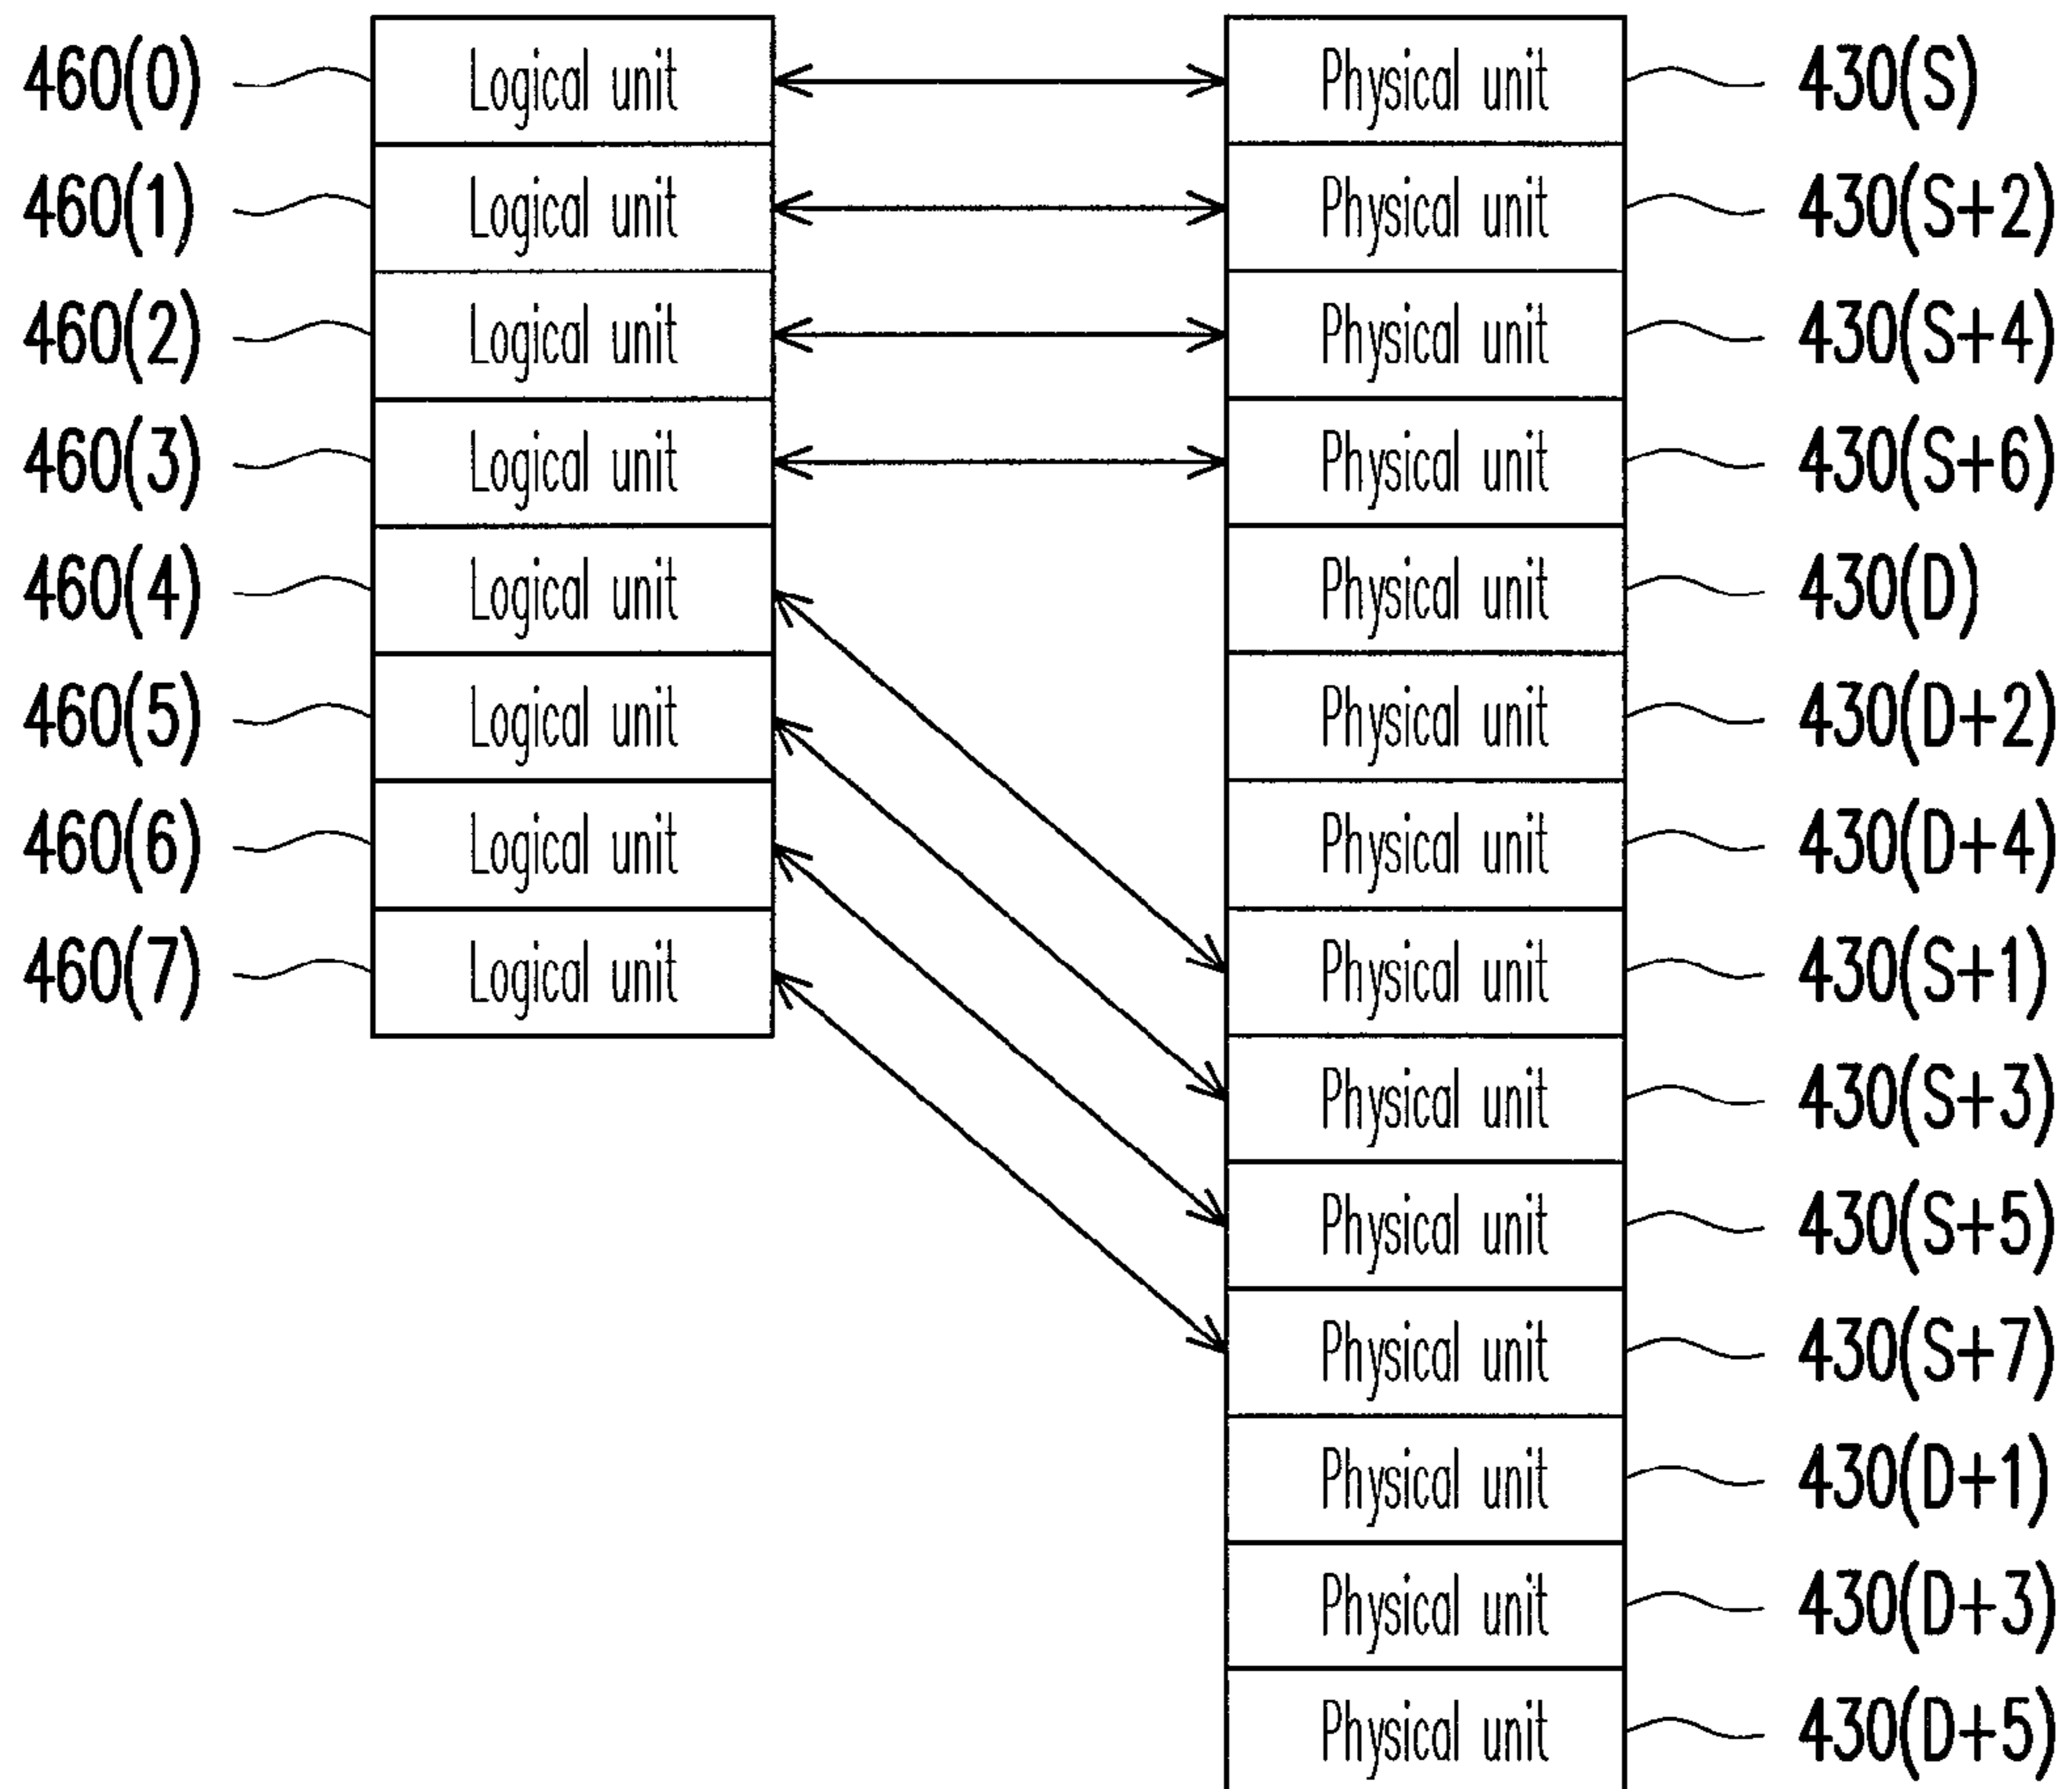 460(0) Logical unit Physical unit 430(S)
460(1) Logical unit Physical unit 430(S+2)
460(2) Logical unit Physical unit 430(S+4)
460(3) Logical unit Physical unit 430(S+6)
460(4) Logical unit Physical unit 430(D)
460(5) Logical unit Physical unit 430(D+2)
460(6) Logical unit Physical unit 430(D+4)
460(7) Logical unit Physical unit 430(S+1)
Physical unit 430(S+3)
Physical unit 430(S+5)
Physical unit 430(S+7)
Physical unit 430(D+1)
Physical unit 430(D+3)
Physical unit 430(D+5)